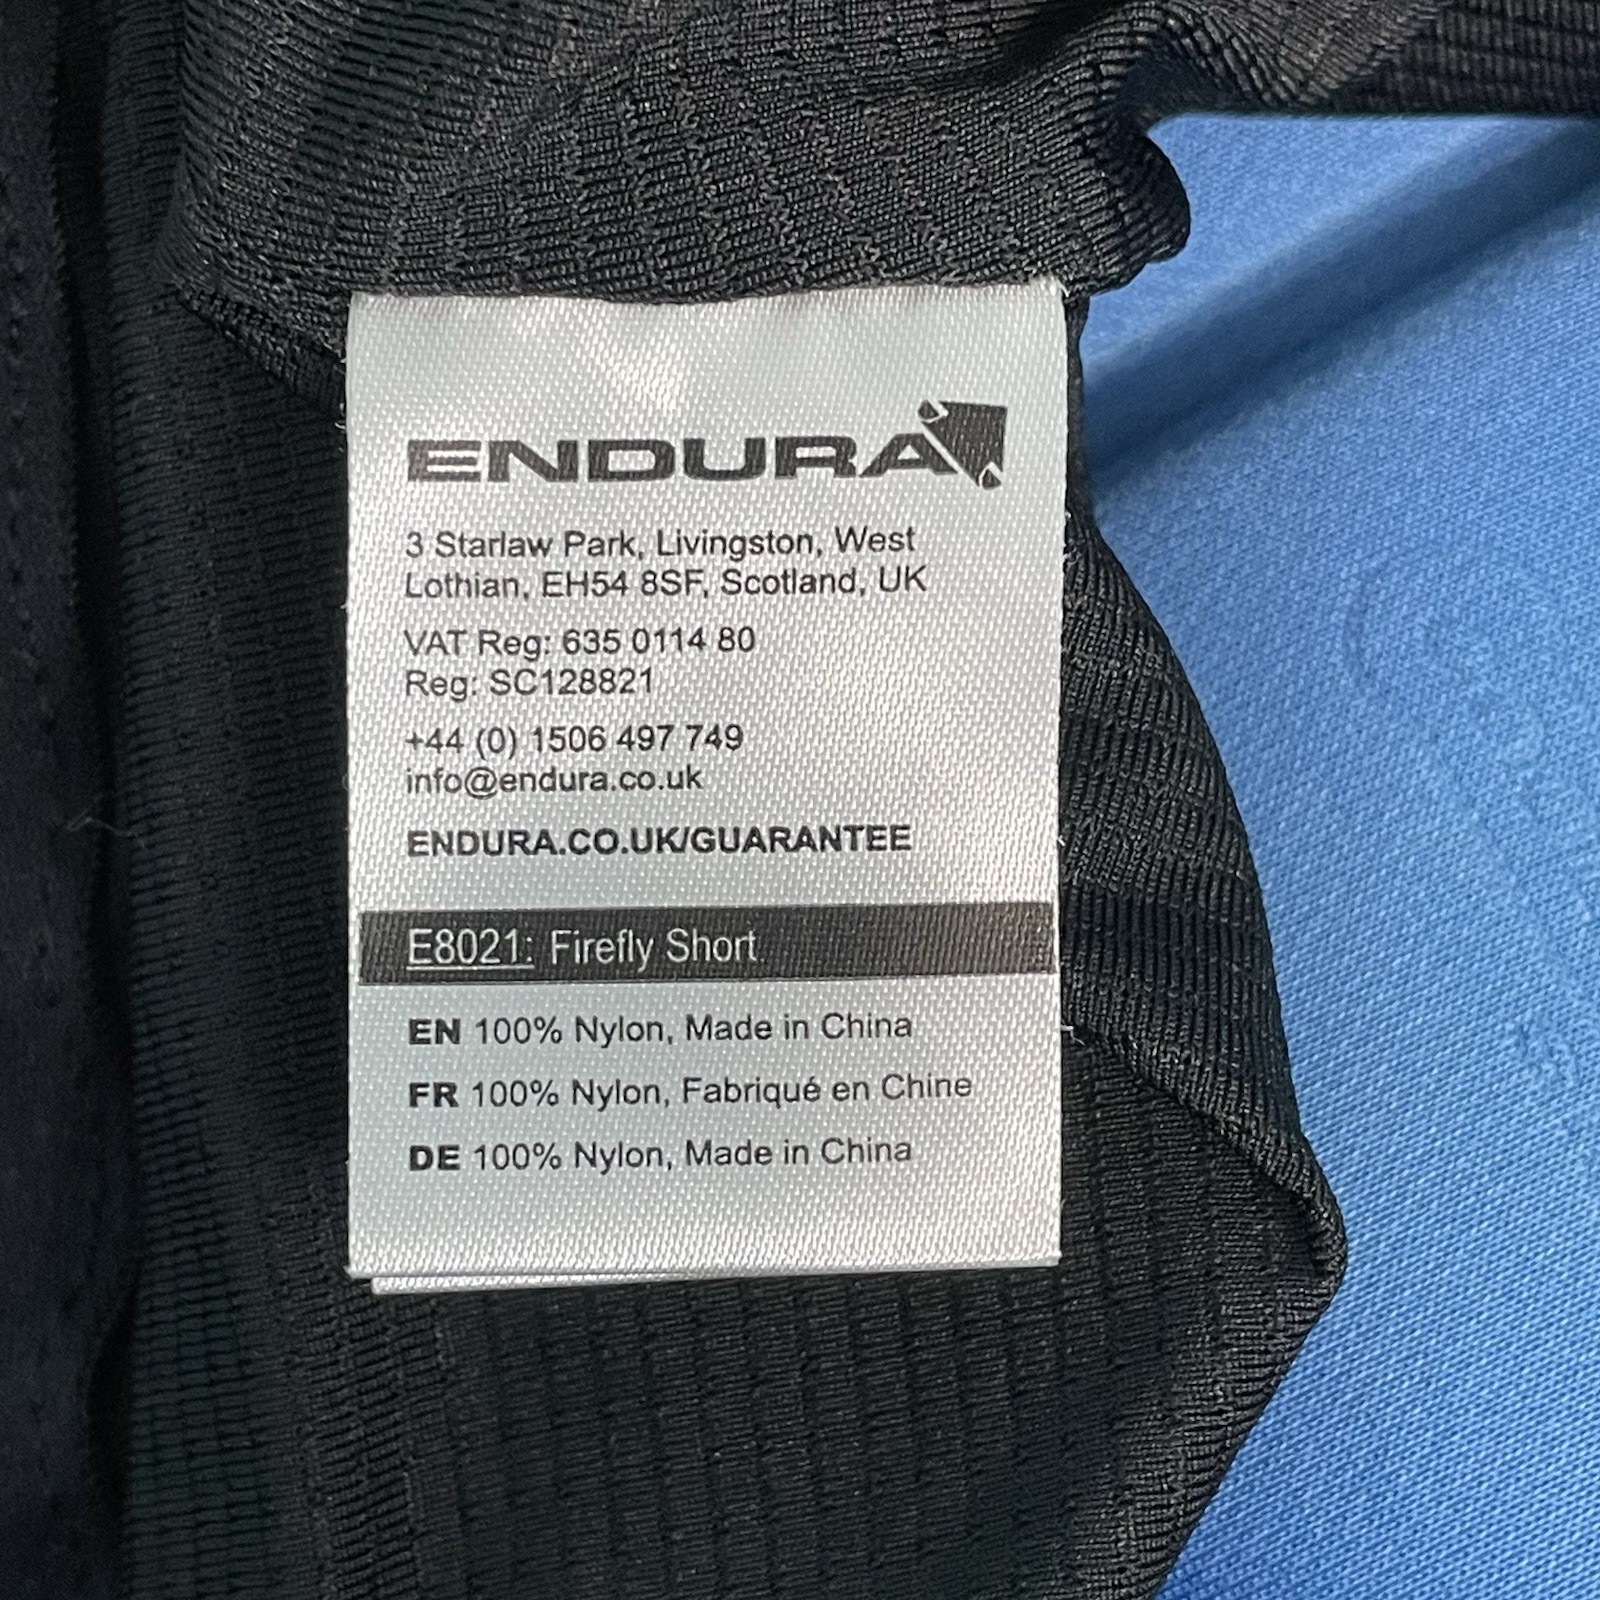 ENDURA
3 Starlaw Park, Livingston, West
Lothian, EH54 8SF, Scotland, UK
VAT Reg: 635 0114 80
Reg: SC128821
+44 (0) 1506 497 749
info@endura.co.uk
ENDURA.CO.UK/GUARANTEE
E8021: Firefly Short
EN 100% Nylon, Made in China
FR 100% Nylon, Fabriqué en Chine
DE 100% Nylon, Made in China